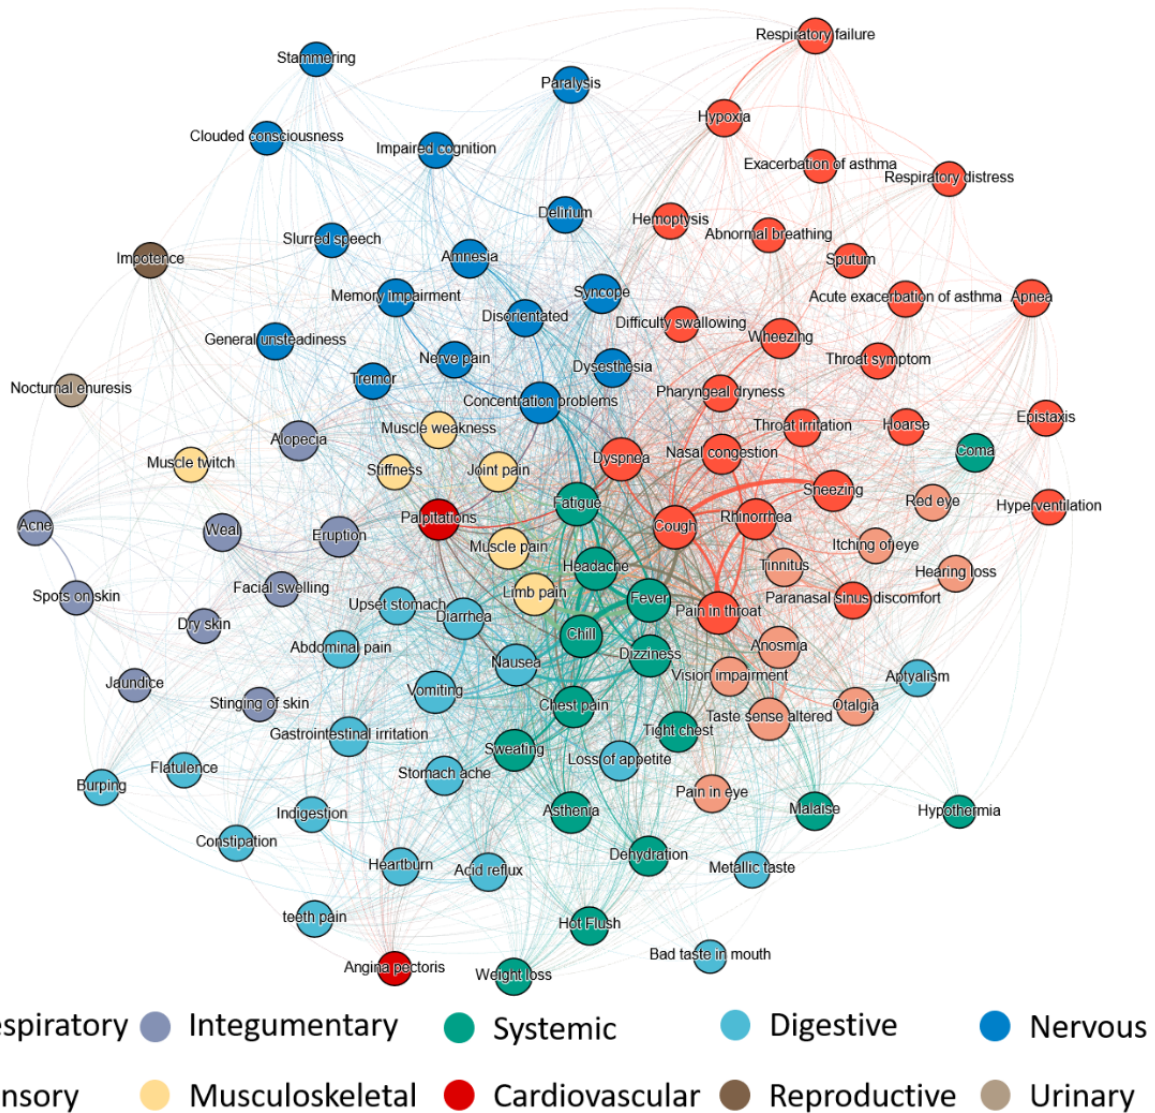 Respiratory failure
Stammering
Paralysis
Hypoxia
Clouded consciousness
Impaired cognition
Exacerbation of asthma
Respiratory distress
Delirium
Hemoptysis
Abnormal breathing
Slurred speech
Impotence
Amnesia
Sputum
Memory impairment
Syncope
Acute exacerbation of asthma
Apnea
Disorientated
Difficulty swallowing
General unsteadiness
Wheezing
Nerve pain
Throat symptom
Dysesthesia
Tremor
Nocturnal enuresis
Pharyngeal dryness
Concentration problems
Epistaxis
Muscle weakness
Throat irritation
Hoarse
Alopecia
Coma
Nasal congestion
Dyspnea
Muscle twitch
Stiffness
Joint pain
Sneezing
Red eye
Fatigue
Hyperventilation
Palpitations
Rhinorrhea
Acne
Cough
Weal
Eruption
Muscle pain
Itching of eye
Headache
Tinnitus
Hearing loss
Facial swelling
Limb pain
Spots on skin
Fever
Paranasal sinus discomfort
Upset stomach
Pain in throat
Diarrhea
Dry skin
Chill
Abdominal pain
Anosmia
Dizziness
Nausea
Vision impairment
Aptyalism
Jaundice
Vomiting
Stinging of skin
Chest pain
Otalgia
Taste sense altered
Tight chest
Gastrointestinal irritation
Sweating
Loss of appetite
Flatulence
Stomach ache
Burping
Pain in eye
Malaise
Hypothermia
Asthenia
Indigestion
Constipation
Dehydration
Heartburn
Metallic taste
Acid reflux
teeth pain
Hot Flush
Bad taste in mouth
Angina pectoris
Weight loss
espiratory Integumentary Systemic Digestive Nervous
nsory Musculoskeletal Cardiovascular Reproductive Urinary